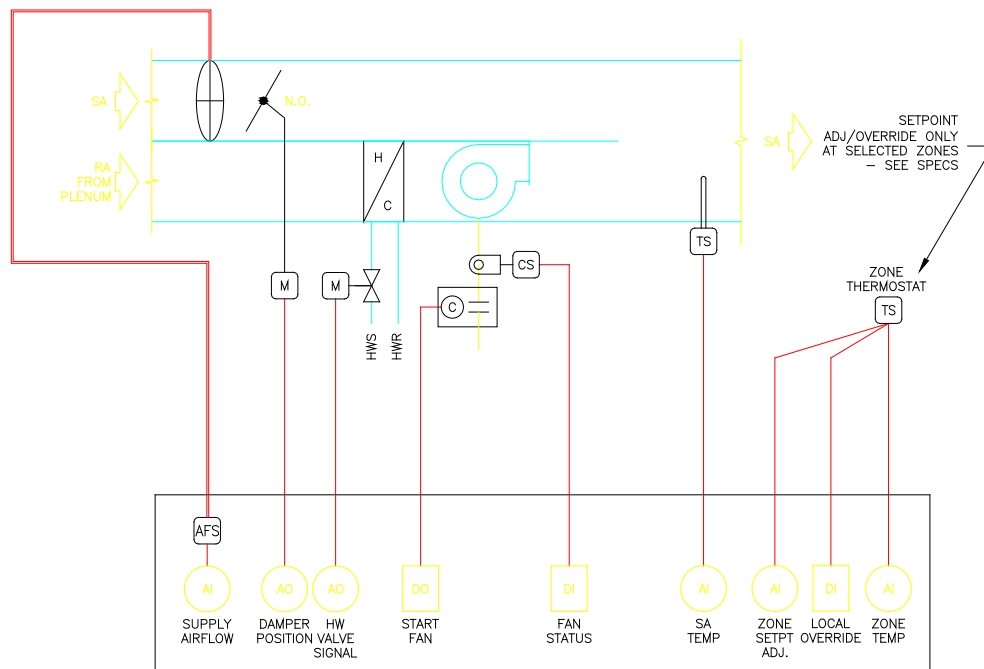 SA
N.O.
RA
FROM
PLENUM
H
C
SA
SETPOINT
ADJ/OVERRIDE ONLY
AT SELECTED ZONES
– SEE SPECS
TS
M
M
CS
C
HWS
HWR
ZONE
THERMOSTAT
TS
AFS
AI
AO
AO
DO
DI
AI
AI
DI
AI
SUPPLY
AIRFLOW
DAMPER
POSITION
HW
VALVE
SIGNAL
START
FAN
FAN
STATUS
SA
TEMP
ZONE
SETPT
ADJ.
LOCAL
OVERRIDE
ZONE
TEMP